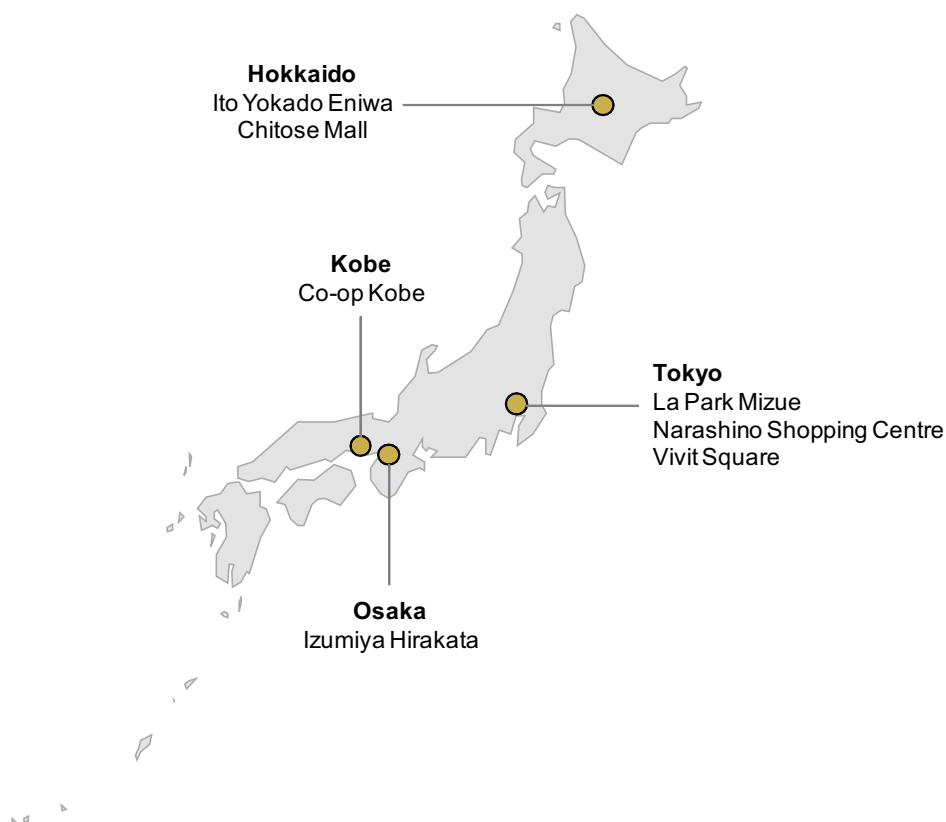 Hokkaido
Ito Yokado Eniwa
Chitose Mall
Kobe
Co-op Kobe
Tokyo
La Park Mizue
Narashino Shopping Centre
Vivit Square
Osaka
Izumiya Hirakata